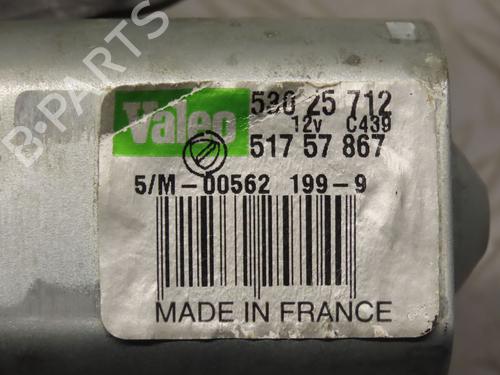 B-PARTS
Valeo
530 25 712
12v C439
517 57 867
5/M-00562 199-9
MADE IN FRANCE